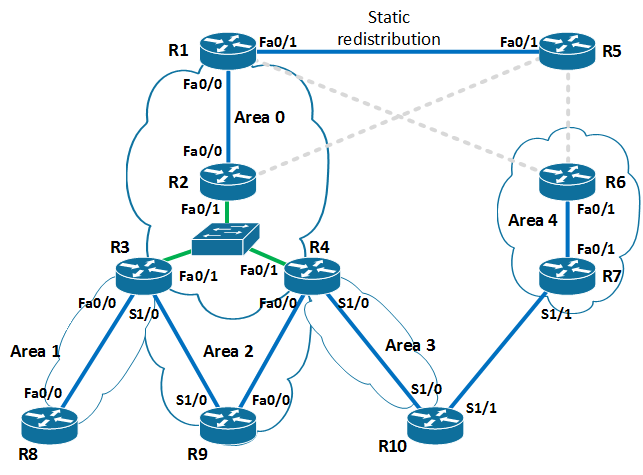 Static
redistribution
R1
Fa0/1
Fa0/1
R5
Fa0/0
Area 0
Fa0/0
R2
R6
Fa0/1
Fa0/1
Area 4
R3
R4
Fa0/1
Fa0/1
Fa0/1
R7
Fa0/0
S1/0
Fa0/0
S1/0
S1/1
Area 1
Area 2
Area 3
Fa0/0
S1/0
Fa0/0
S1/0
S1/1
R8
R9
R10